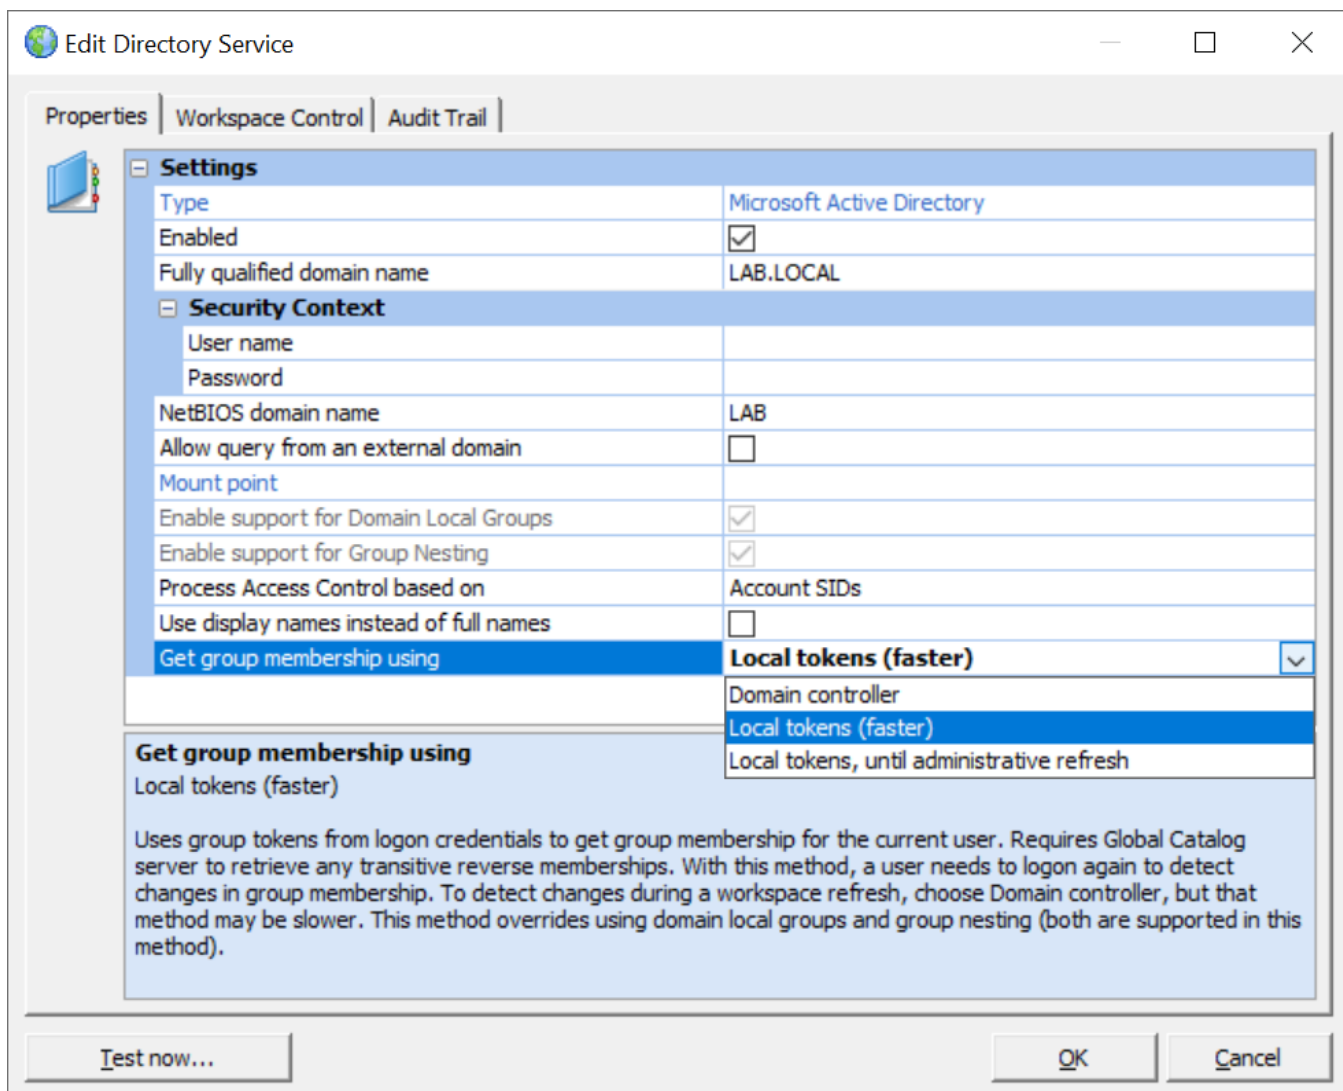 Edit Directory Service
Properties
Workspace Control
Audit Trail
Settings
Type Microsoft Active Directory
Enabled
Fully qualified domain name LAB.LOCAL
Security Context
User name
Password
NetBIOS domain name LAB
Allow query from an external domain
Mount point
Enable support for Domain Local Groups
Enable support for Group Nesting
Process Access Control based on Account SIDs
Use display names instead of full names
Get group membership using Local tokens (faster)
Domain controller
Local tokens (faster)
Local tokens, until administrative refresh
Get group membership using
Local tokens (faster)
Uses group tokens from logon credentials to get group membership for the current user. Requires Global Catalog
server to retrieve any transitive reverse memberships. With this method, a user needs to logon again to detect
changes in group membership. To detect changes during a workspace refresh, choose Domain controller, but that
method may be slower. This method overrides using domain local groups and group nesting (both are supported in this
method).
Test now...
OK
Cancel